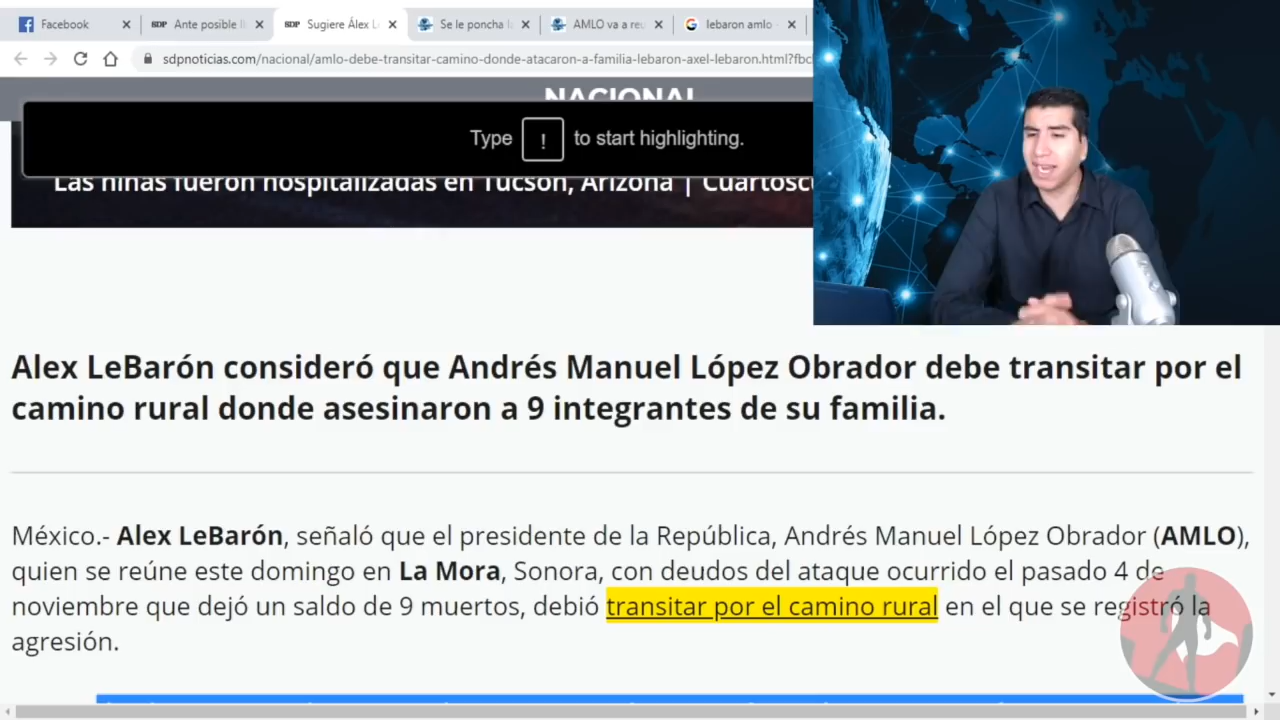 Facebook
Ante posible
Sugiere Álex L
Se le poncha
AMLO va a reu
lebaron amlo
sdpnoticias.com/nacional/amlo-debe-transitar-camino-donde-atacaron-a-familia-lebaron-axel-lebaron.html?fbc
NACIONAL
Type ! to start highlighting.
Las niñas fueron hospitalizadas en Tucson, Arizona | Cuartosc
Alex LeBarón consideró que Andrés Manuel López Obrador debe transitar por el
camino rural donde asesinaron a 9 integrantes de su familia.
México.- Alex LeBarón, señaló que el presidente de la República, Andrés Manuel López Obrador (AMLO),
quien se reúne este domingo en La Mora, Sonora, con deudos del ataque ocurrido el pasado 4 de
noviembre que dejó un saldo de 9 muertos, debió transitar por el camino rural en el que se registró la
agresión.